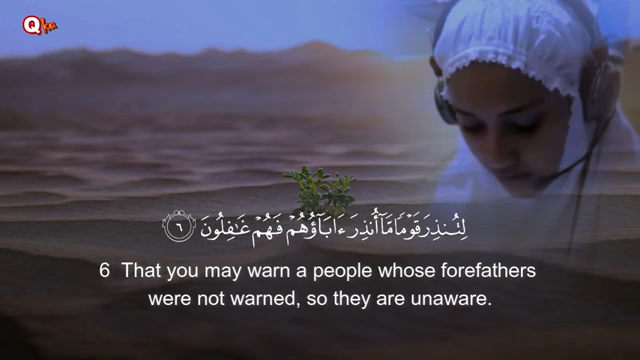 Q
لِتُنذِرَ قَوْمًا مَّآ أُنذِرَ ءَابَآؤُهُمْ فَهُمْ غَٰفِلُونَ ٦
6 That you may warn a people whose forefathers
were not warned, so they are unaware.